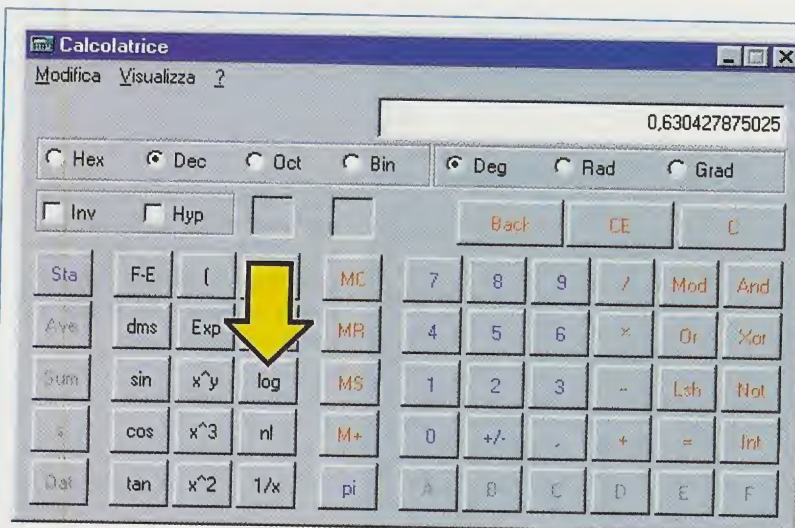 Calcolatrice
Modifica Visualizza ?
0,630427875025
Hex Dec Oct Bin Deg Rad Grad
Inv Hyp Back CE C
Sta F-E ( MC 7 8 9 / Mod And
Ave dms Exp MR 4 5 6 * Or Xor
Sum sin x^y log MS 1 2 3 - Lsh Not
s cos x^3 n! M+ 0 +/- , + = Int
Dat tan x^2 1/x pi A B C D E F